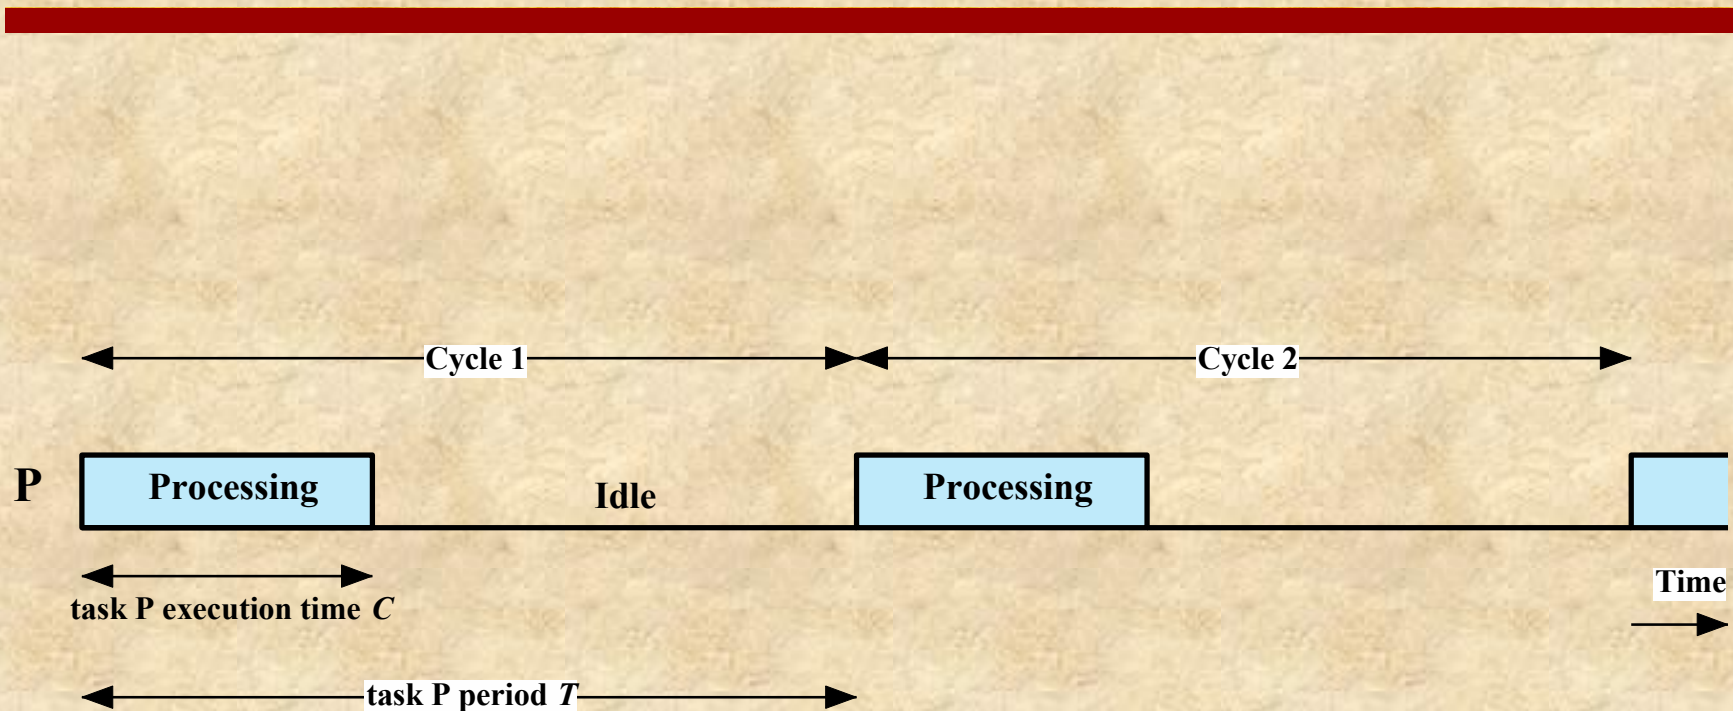 Cycle 1
Cycle 2
P
Processing
Idle
Processing
Time
task P execution time C
task P period T